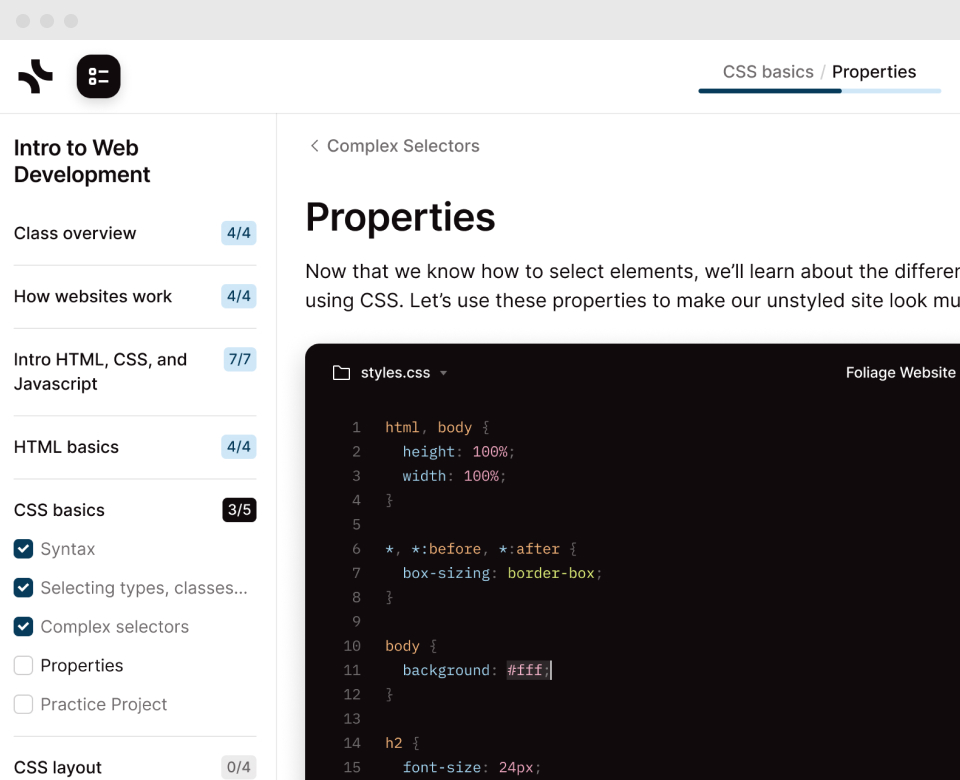 CSS basics / Properties
Intro to Web
Development
Class overview 4/4
How websites work 4/4
Intro HTML, CSS, and 7/7
Javascript
HTML basics 4/4
CSS basics 3/5
Syntax
Selecting types, classes...
Complex selectors
Properties
Practice Project
CSS layout 0/4
Complex Selectors
Properties
Now that we know how to select elements, we’ll learn about the differen
using CSS. Let’s use these properties to make our unstyled site look mu
styles.css
Foliage Website
1 html, body {
2 height: 100%;
3 width: 100%;
4 }
5
6 *, *:before, *:after {
7 box-sizing: border-box;
8 }
9
10 body {
11 background: #fff;
12 }
13
14 h2 {
15 font-size: 24px;